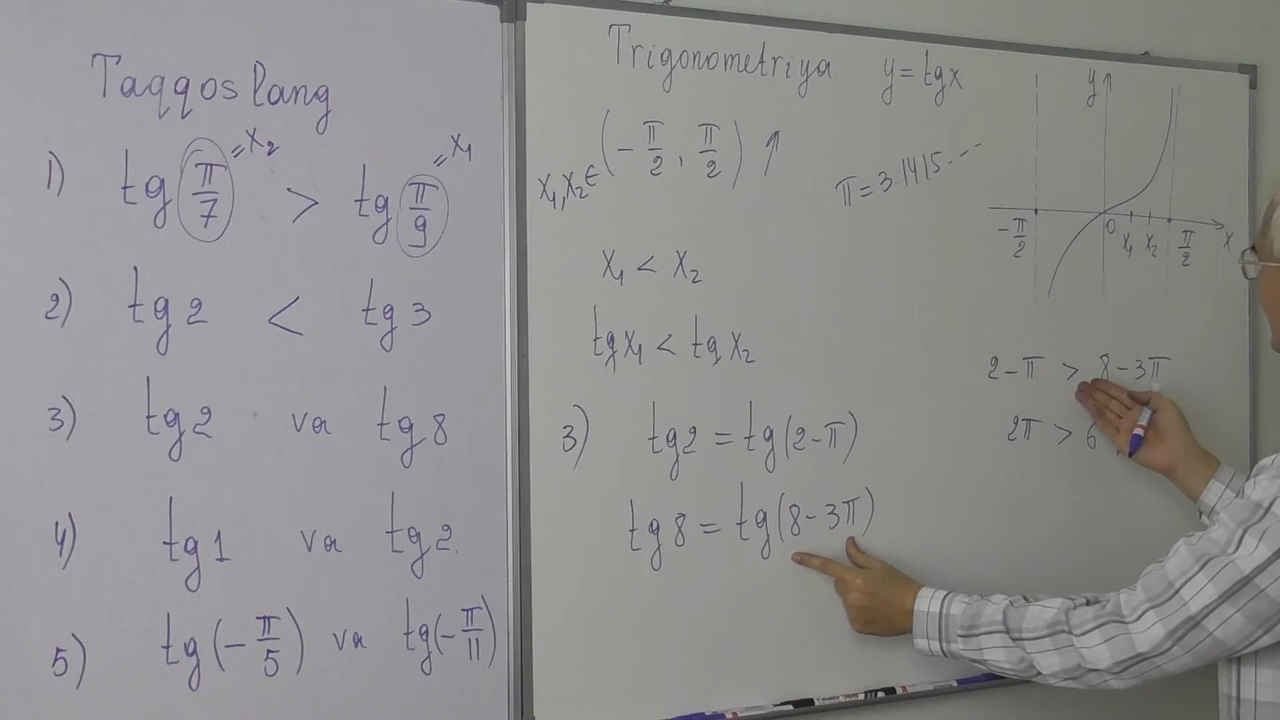 Taqqoslang
1) tg π/7 = x₂ > tg π/9 = x₁
2) tg 2 < tg 3
3) tg 2 va tg 8
4) tg 1 va tg 2
5) tg(-π/5) va tg(-π/11)
Trigonometriya y = tg x
x₁, x₂ ∈ (-π/2, π/2) ↑
π = 3.1415...
x₁ < x₂
tg x₁ < tg x₂
3) tg 2 = tg(2-π)
tg 8 = tg(8-3π)
y
-π/2 0 x₁ x₂ π/2 x
2-π > 8-3π
2π > 6